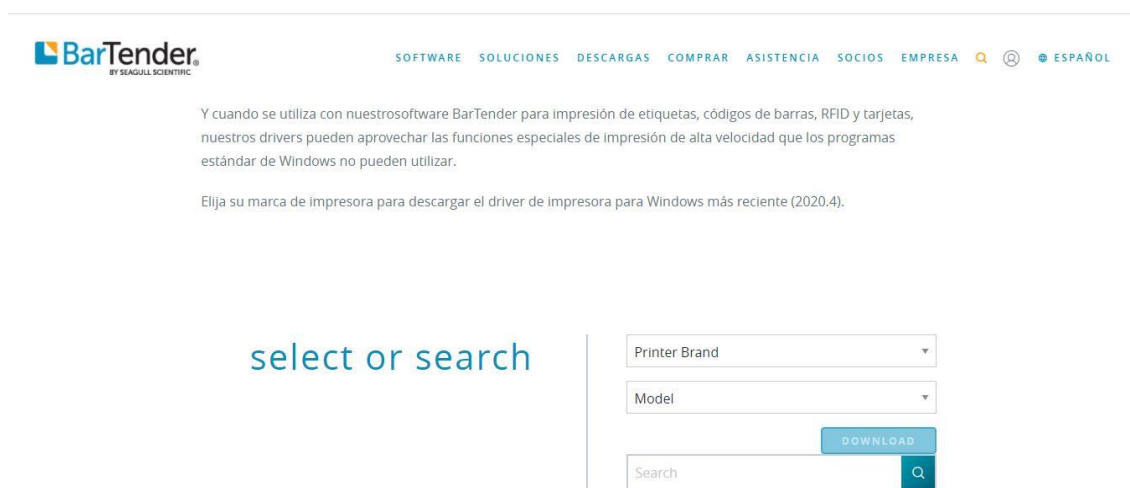 BarTender®
BY SEAGULL SCIENTIFIC
SOFTWARE SOLUCIONES DESCARGAS COMPRAR ASISTENCIA SOCIOS EMPRESA ESPAÑOL
Y cuando se utiliza con nuestrosoftware BarTender para impresión de etiquetas, códigos de barras, RFID y tarjetas,
nuestros drivers pueden aprovechar las funciones especiales de impresión de alta velocidad que los programas
estándar de Windows no pueden utilizar.
Elija su marca de impresora para descargar el driver de impresora para Windows más reciente (2020.4).
select or search
Printer Brand
Model
DOWNLOAD
Search